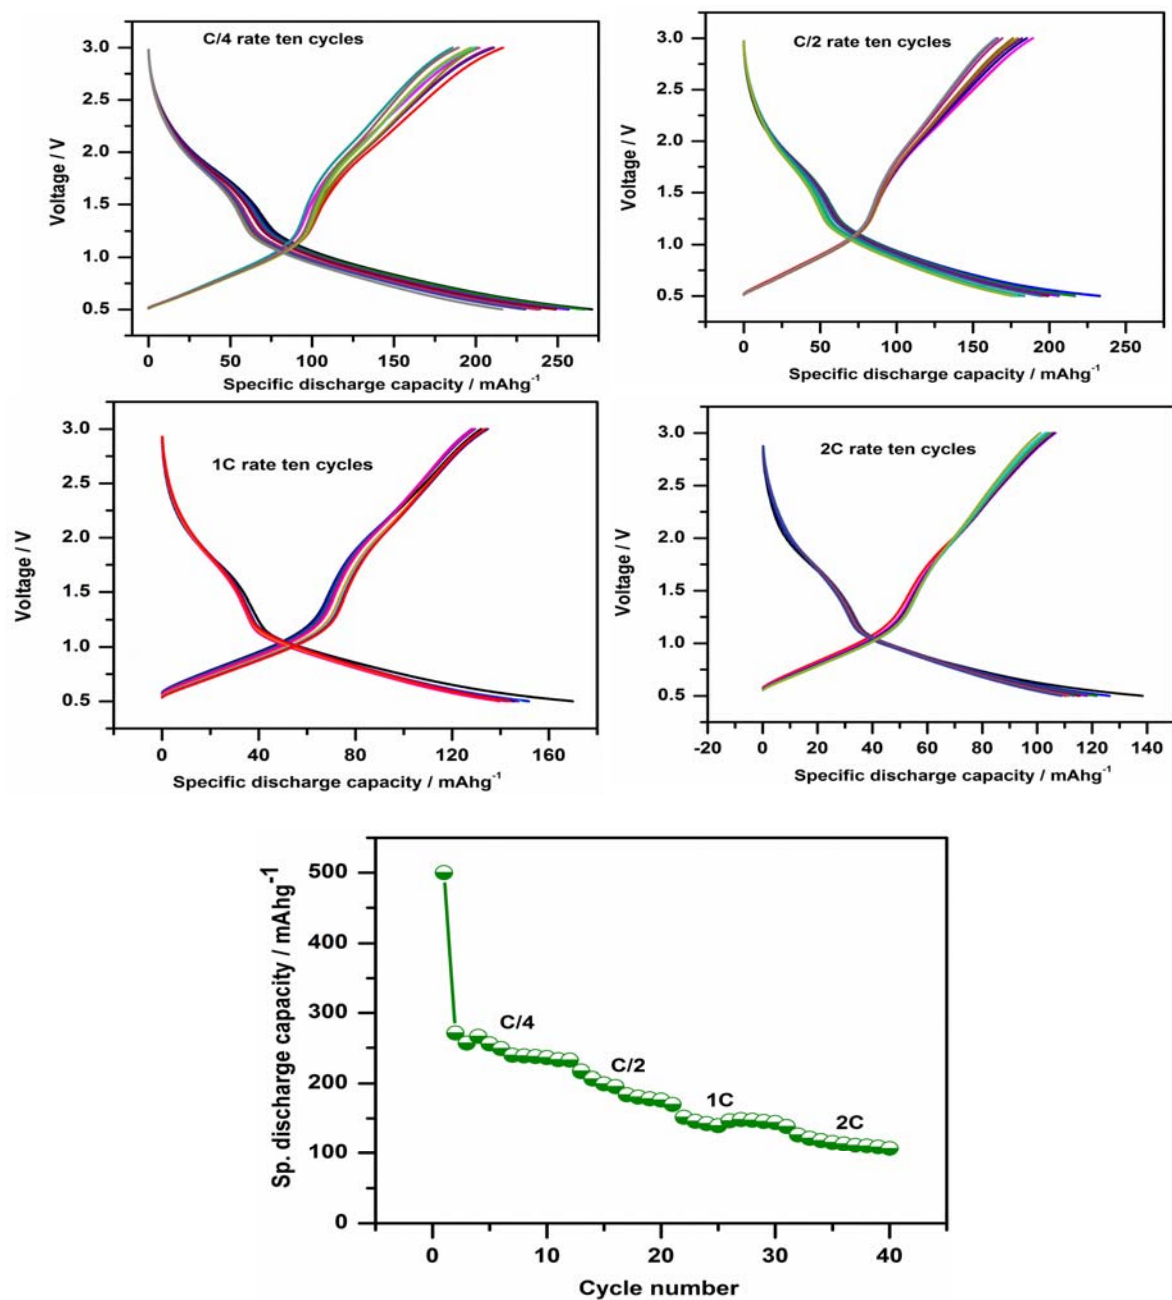 C/4 rate ten cycles
3.0
2.5
2.0
1.5
1.0
0.5
Voltage / V
0 50 100 150 200 250
Specific discharge capacity / mAhg-1
C/2 rate ten cycles
3.0
2.5
2.0
1.5
1.0
0.5
Voltage / V
0 50 100 150 200 250
Specific discharge capacity / mAhg-1
1C rate ten cycles
3.0
2.5
2.0
1.5
1.0
0.5
Voltage / V
0 40 80 120 160
Specific discharge capacity / mAhg-1
2C rate ten cycles
3.0
2.5
2.0
1.5
1.0
0.5
Voltage / V
-20 0 20 40 60 80 100 120 140
Specific discharge capacity / mAhg-1
500
400
300
200
100
0
Sp. discharge capacity / mAhg-1
C/4
C/2
1C
2C
0 10 20 30 40
Cycle number